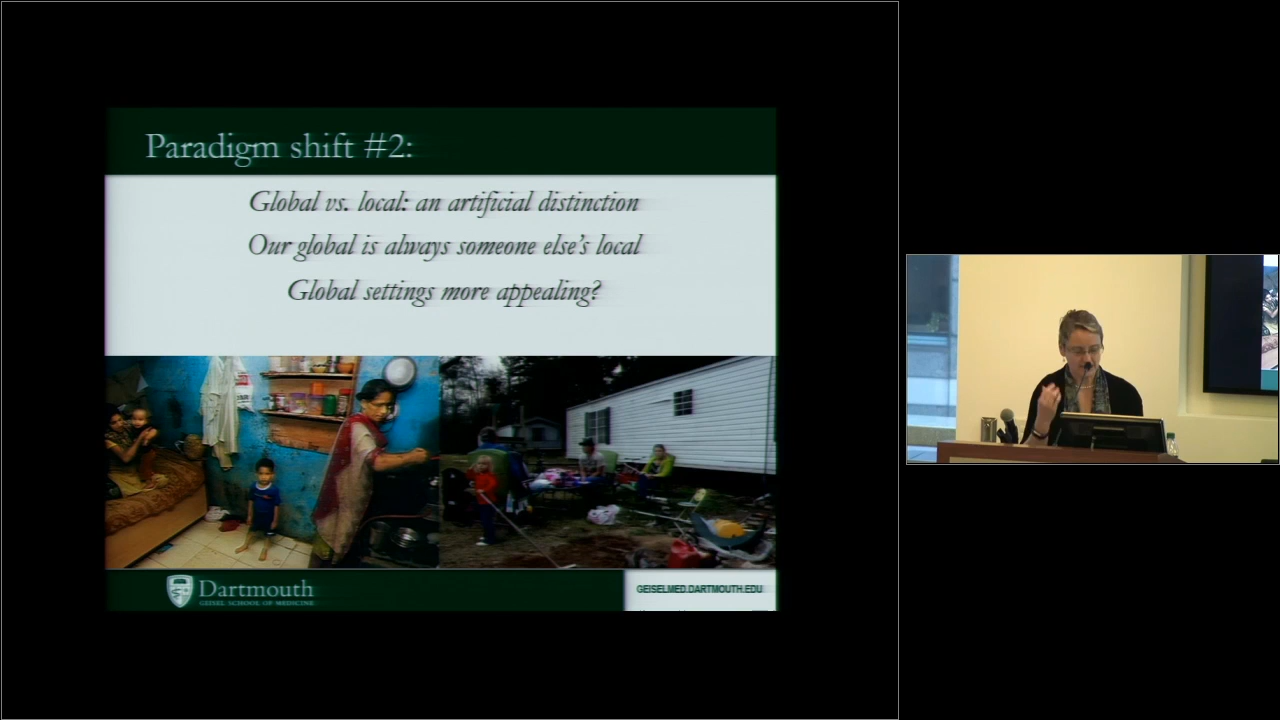 Paradigm shift #2:
Global vs. local: an artificial distinction
Our global is always someone else's local
Global settings more appealing?
Dartmouth
GEISEL SCHOOL OF MEDICINE
GEISELMED.DARTMOUTH.EDU